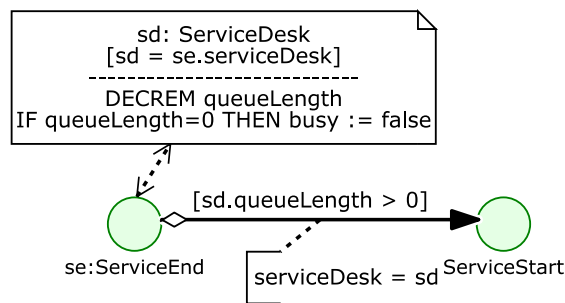 sd: ServiceDesk
[sd = se.serviceDesk]
DECREM queueLength
IF queueLength=0 THEN busy := false
[sd.queueLength > 0]
se:ServiceEnd
ServiceStart
serviceDesk = sd